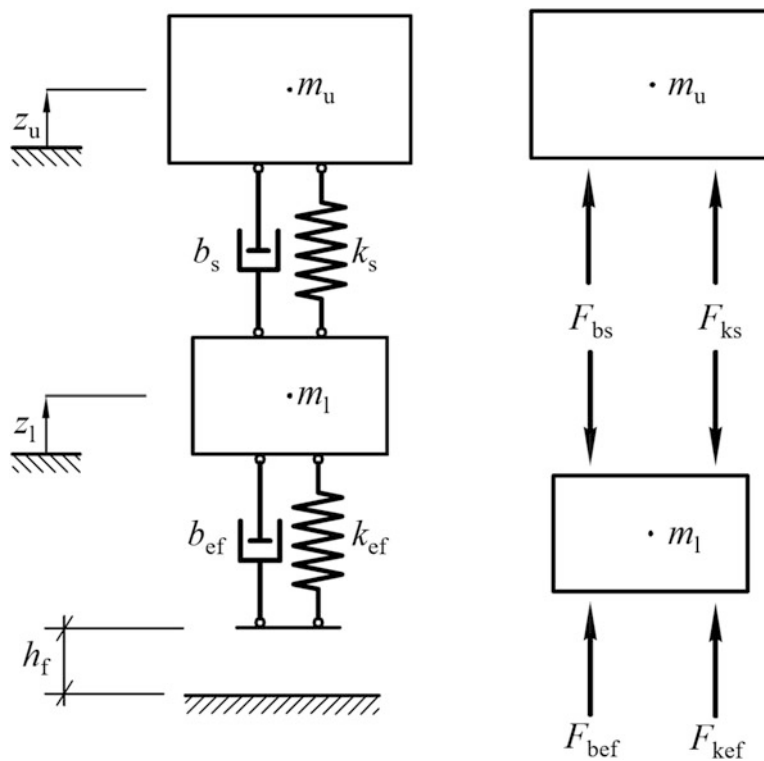 m_u
m_u
z_u
b_s
k_s
F_bs
F_ks
m_l
z_l
m_l
b_ef
k_ef
h_f
F_bef
F_kef